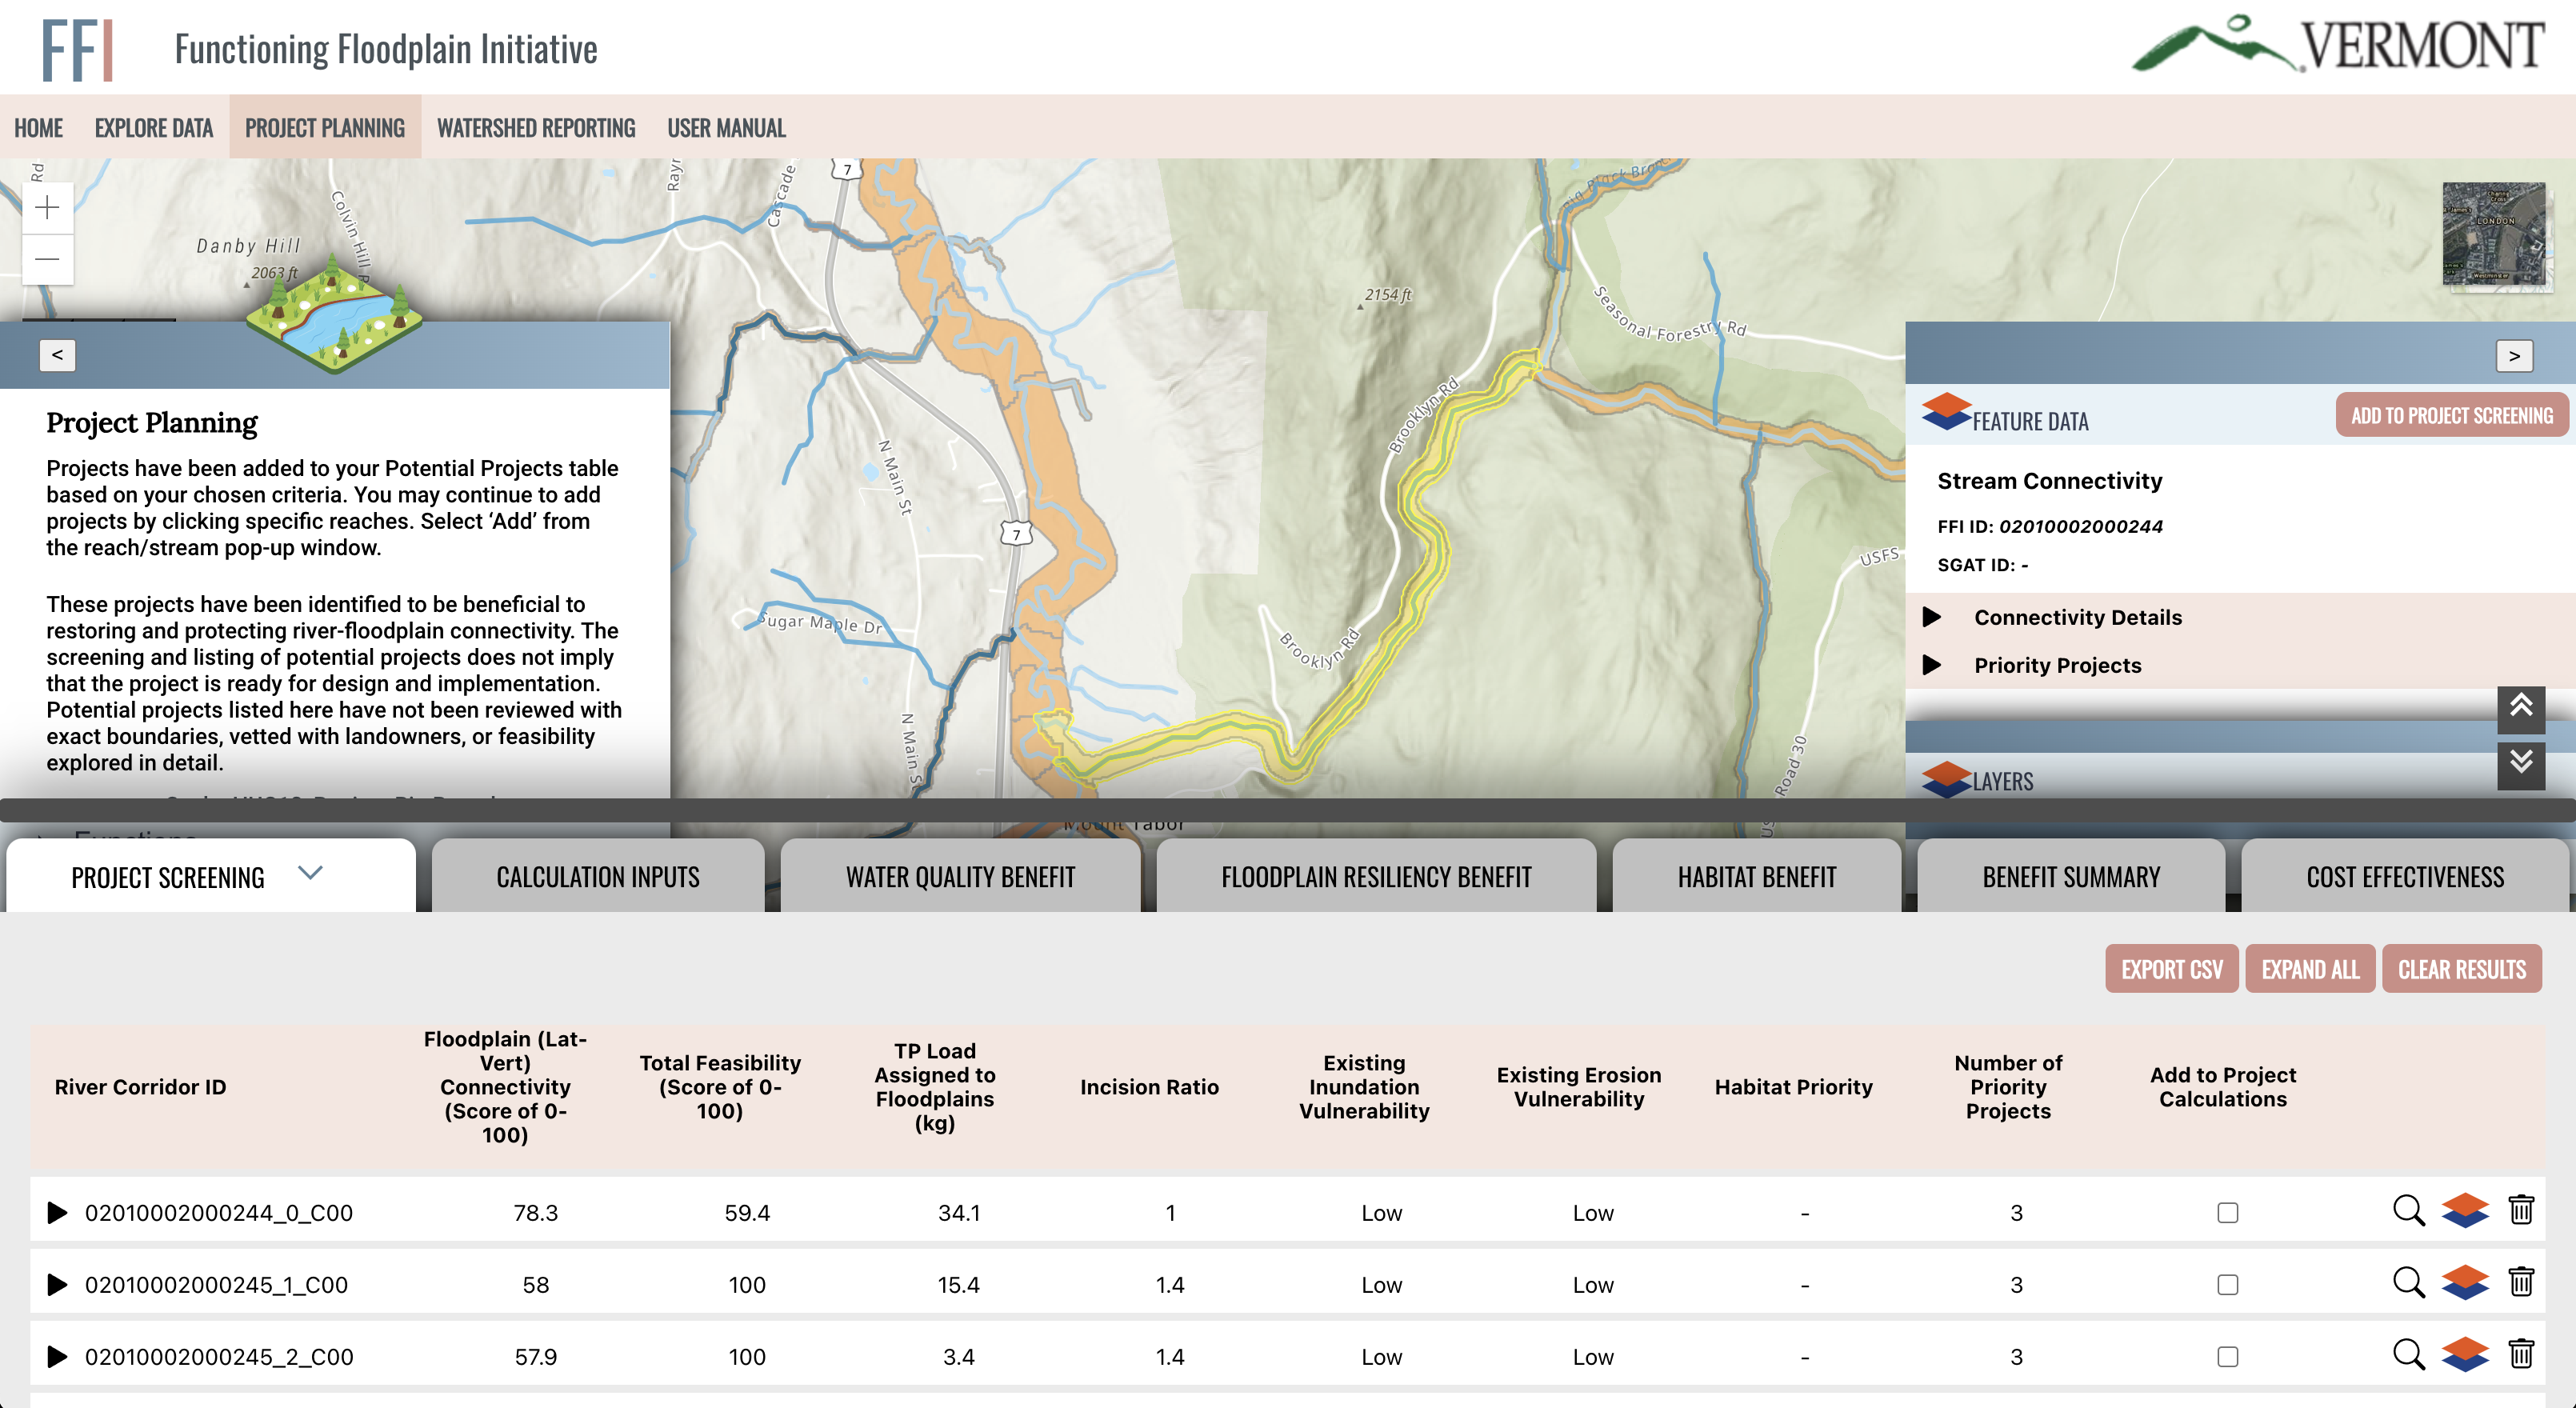 FFI
Functioning Floodplain Initiative
VERMONT
HOME
EXPLORE DATA
PROJECT PLANNING
WATERSHED REPORTING
USER MANUAL
Rd
Colvin Hill R
Cascade
7
Danby Hill
2063 ft
2154 ft
Seasonal Forestry Rd
LONDON
Brooklyn Rd
N Main St
7
USFS
Sugar Maple Dr
Brooklyn Rd
N Main S
Road 30
Mount Tabor
<
Project Planning
Projects have been added to your Potential Projects table
based on your chosen criteria. You may continue to add
projects by clicking specific reaches. Select ‘Add’ from
the reach/stream pop-up window.
These projects have been identified to be beneficial to
restoring and protecting river-floodplain connectivity. The
screening and listing of potential projects does not imply
that the project is ready for design and implementation.
Potential projects listed here have not been reviewed with
exact boundaries, vetted with landowners, or feasibility
explored in detail.
>
FEATURE DATA
ADD TO PROJECT SCREENING
Stream Connectivity
FFI ID: 02010002000244
SGAT ID: -
Connectivity Details
Priority Projects
LAYERS
PROJECT SCREENING
CALCULATION INPUTS
WATER QUALITY BENEFIT
FLOODPLAIN RESILIENCY BENEFIT
HABITAT BENEFIT
BENEFIT SUMMARY
COST EFFECTIVENESS
EXPORT CSV
EXPAND ALL
CLEAR RESULTS
River Corridor ID
Floodplain (Lat-
Vert)
Connectivity
(Score of 0-
100)
Total Feasibility
(Score of 0-
100)
TP Load
Assigned to
Floodplains
(kg)
Incision Ratio
Existing
Inundation
Vulnerability
Existing Erosion
Vulnerability
Habitat Priority
Number of
Priority
Projects
Add to Project
Calculations
02010002000244_0_C00 78.3 59.4 34.1 1 Low Low - 3
02010002000245_1_C00 58 100 15.4 1.4 Low Low - 3
02010002000245_2_C00 57.9 100 3.4 1.4 Low Low - 3